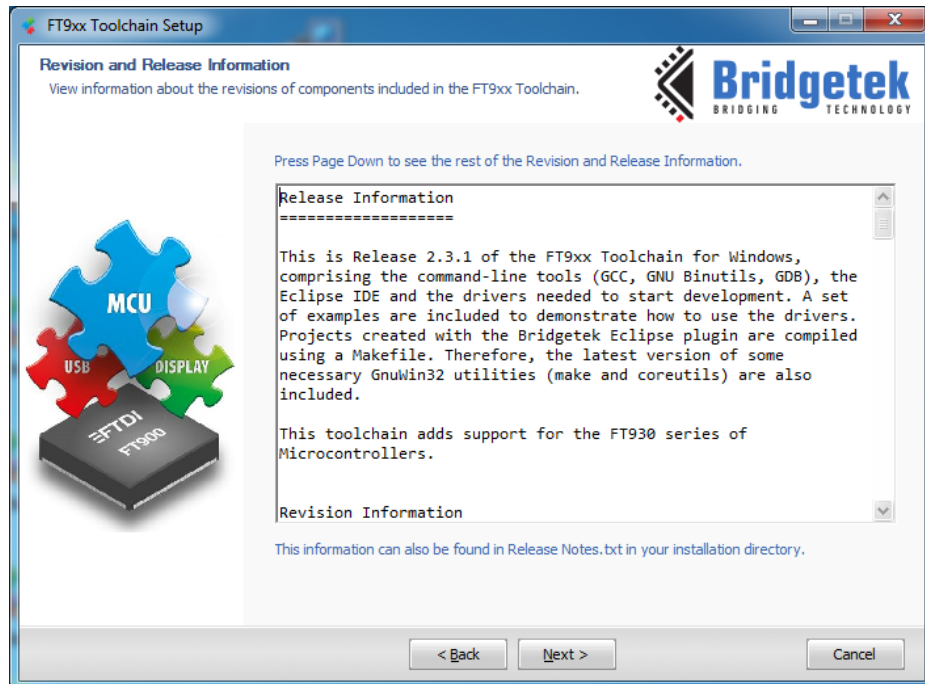 FT9xx Toolchain Setup
Revision and Release Information
View information about the revisions of components included in the FT9xx Toolchain.
Bridgetek
BRIDGING TECHNOLOGY
Press Page Down to see the rest of the Revision and Release Information.
Release Information
===================
This is Release 2.3.1 of the FT9xx Toolchain for Windows,
comprising the command-line tools (GCC, GNU Binutils, GDB), the
Eclipse IDE and the drivers needed to start development. A set
of examples are included to demonstrate how to use the drivers.
Projects created with the Bridgetek Eclipse plugin are compiled
using a Makefile. Therefore, the latest version of some
necessary GnuWin32 utilities (make and coreutils) are also
included.
This toolchain adds support for the FT930 series of
Microcontrollers.
Revision Information
MCU
USB
DISPLAY
FTDI
FT900
This information can also be found in Release Notes.txt in your installation directory.
< Back
Next >
Cancel